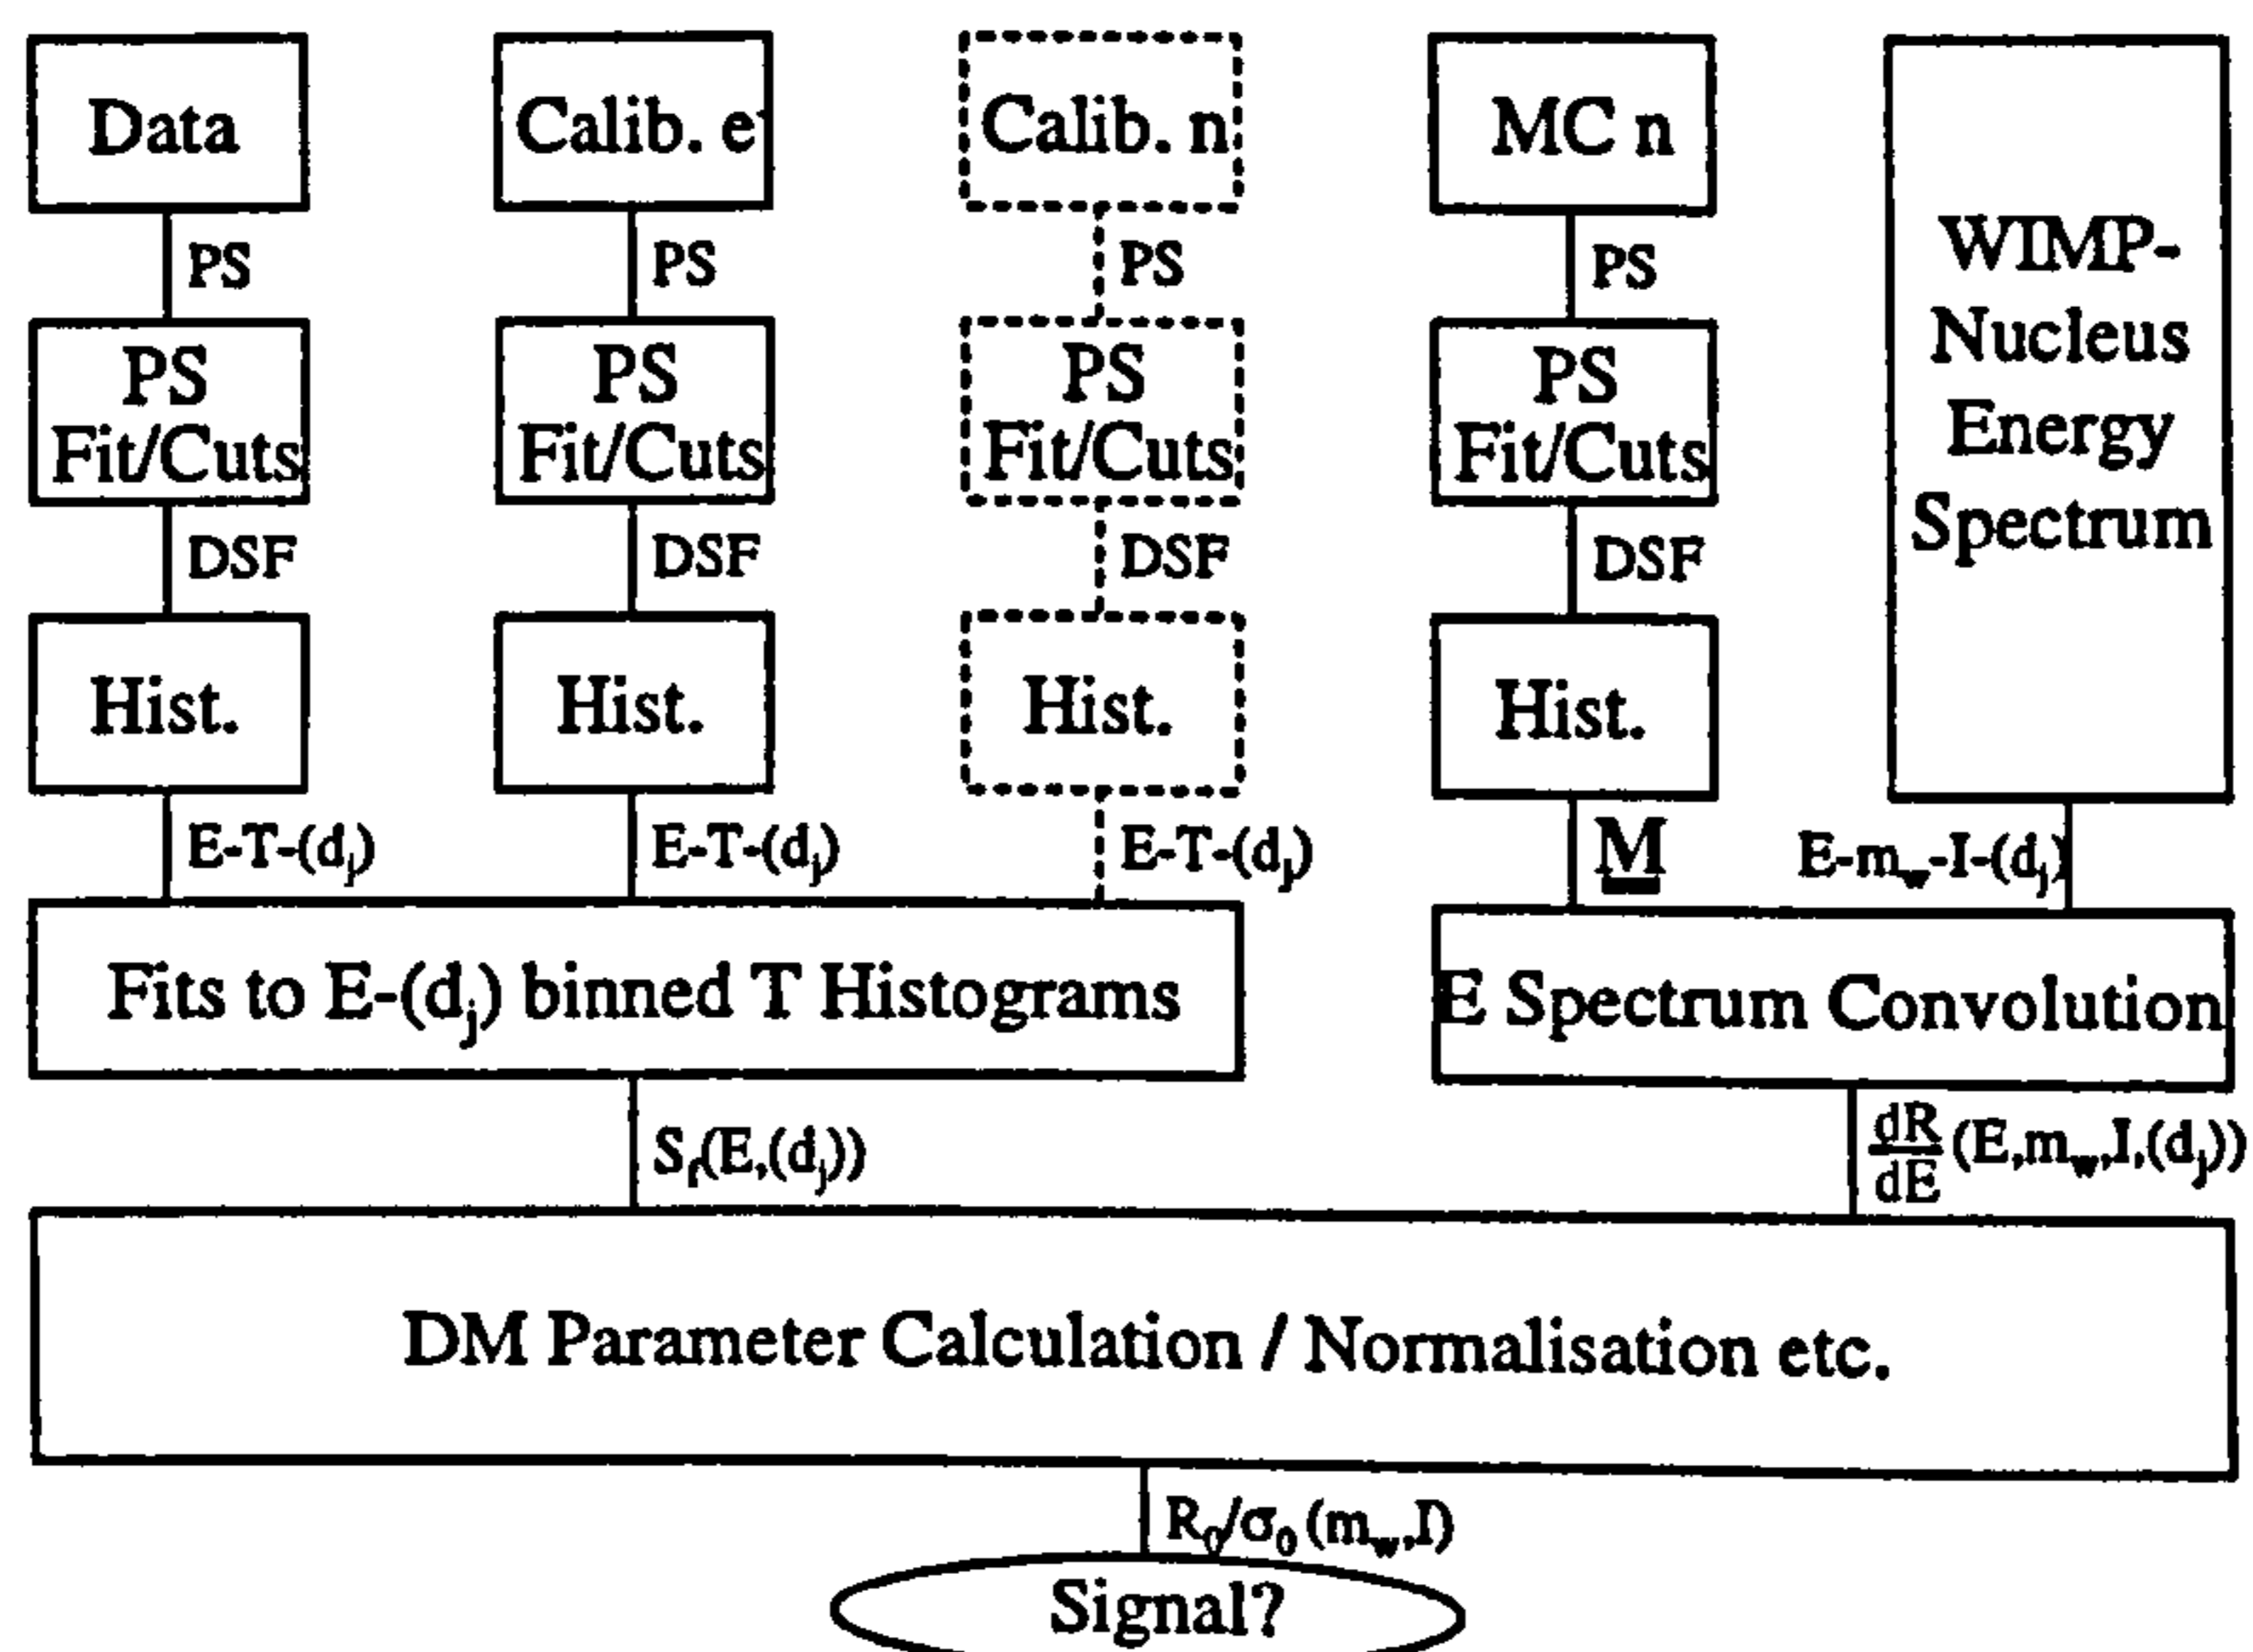 Data
Calib. e-
Calib. n
MC n
WIMP-
Nucleus
Energy
Spectrum
PS
PS
PS
PS
PS
Fit/Cuts
PS
Fit/Cuts
PS
Fit/Cuts
PS
Fit/Cuts
DSF
DSF
DSF
DSF
Hist.
Hist.
Hist.
Hist.
E-T-(dj)
E-T-(dj)
E-T-(dj)
M
E-mw-I-(dj)
Fits to E-(dj) binned T Histograms
E Spectrum Convolution
Sr(E,(dj))
dR
dE
(E,mw,I,(dj))
DM Parameter Calculation / Normalisation etc.
R0/σ0 (mw,I)
Signal?